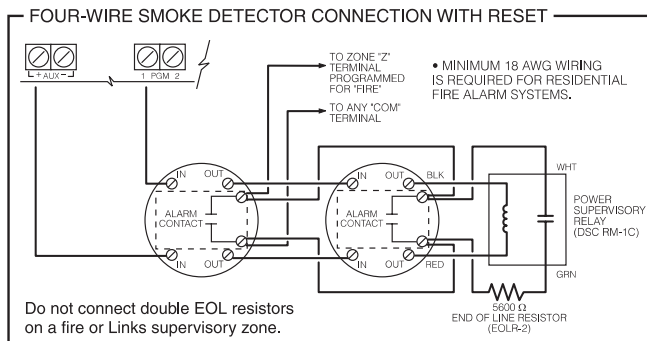 FOUR-WIRE SMOKE DETECTOR CONNECTION WITH RESET
+ AUX -
1 PGM 2
TO ZONE "Z"
TERMINAL
PROGRAMMED
FOR "FIRE"
TO ANY "COM"
TERMINAL
• MINIMUM 18 AWG WIRING
IS REQUIRED FOR RESIDENTIAL
FIRE ALARM SYSTEMS.
IN
OUT
ALARM
CONTACT
IN
OUT
IN
OUT
BLK
ALARM
CONTACT
IN
OUT
RED
WHT
POWER
SUPERVISORY
RELAY
(DSC RM-1C)
GRN
5600 Ω
END OF LINE RESISTOR
(EOLR-2)
Do not connect double EOL resistors
on a fire or Links supervisory zone.